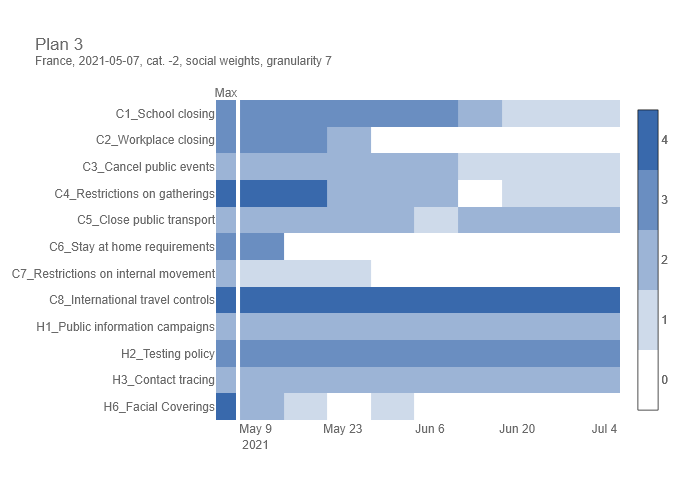 Plan 3
France, 2021-05-07, cat. -2, social weights, granularity 7
Max
C1_School closing
C2_Workplace closing
C3_Cancel public events
C4_Restrictions on gatherings
C5_Close public transport
C6_Stay at home requirements
C7_Restrictions on internal movement
C8_International travel controls
H1_Public information campaigns
H2_Testing policy
H3_Contact tracing
H6_Facial Coverings
May 9
2021
May 23
Jun 6
Jun 20
Jul 4
4
3
2
1
0